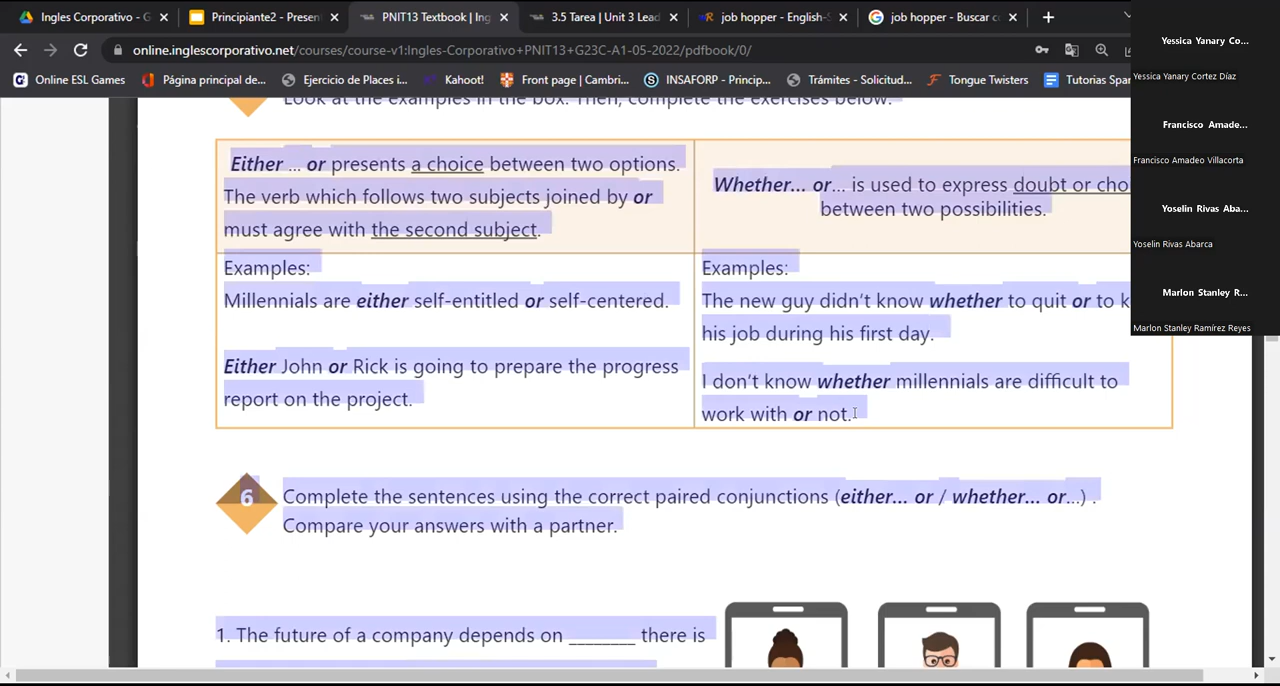 Ingles Corporativo - G
Principiante2 - Present
PNIT13 Textbook | Ing
3.5 Tarea | Unit 3 Lead
job hopper - English-S
job hopper - Buscar c
online.inglescorporativo.net/courses/course-v1:Ingles-Corporativo+PNIT13+G23C-A1-05-2022/pdfbook/0/
Online ESL Games
Página principal de...
Ejercicio de Places i...
Kahoot!
Front page | Cambri...
INSAFORP - Princip...
Trámites - Solicitud...
Tongue Twisters
Tutorias Spar
Yessica Yanary Co...
Yessica Yanary Cortez Díaz
Francisco Amade...
Francisco Amadeo Villacorta
Yoselin Rivas Aba...
Yoselin Rivas Abarca
Marlon Stanley R...
Marlon Stanley Ramírez Reyes
Look at the examples in the box. Then, complete the exercises below.
Either ... or presents a choice between two options.
The verb which follows two subjects joined by or
must agree with the second subject.
Whether... or... is used to express doubt or cho
between two possibilities.
Examples:
Millennials are either self-entitled or self-centered.
Either John or Rick is going to prepare the progress
report on the project.
Examples:
The new guy didn't know whether to quit or to k
his job during his first day.
I don't know whether millennials are difficult to
work with or not.
6
Complete the sentences using the correct paired conjunctions (either... or / whether... or...) .
Compare your answers with a partner.
1. The future of a company depends on _______ there is